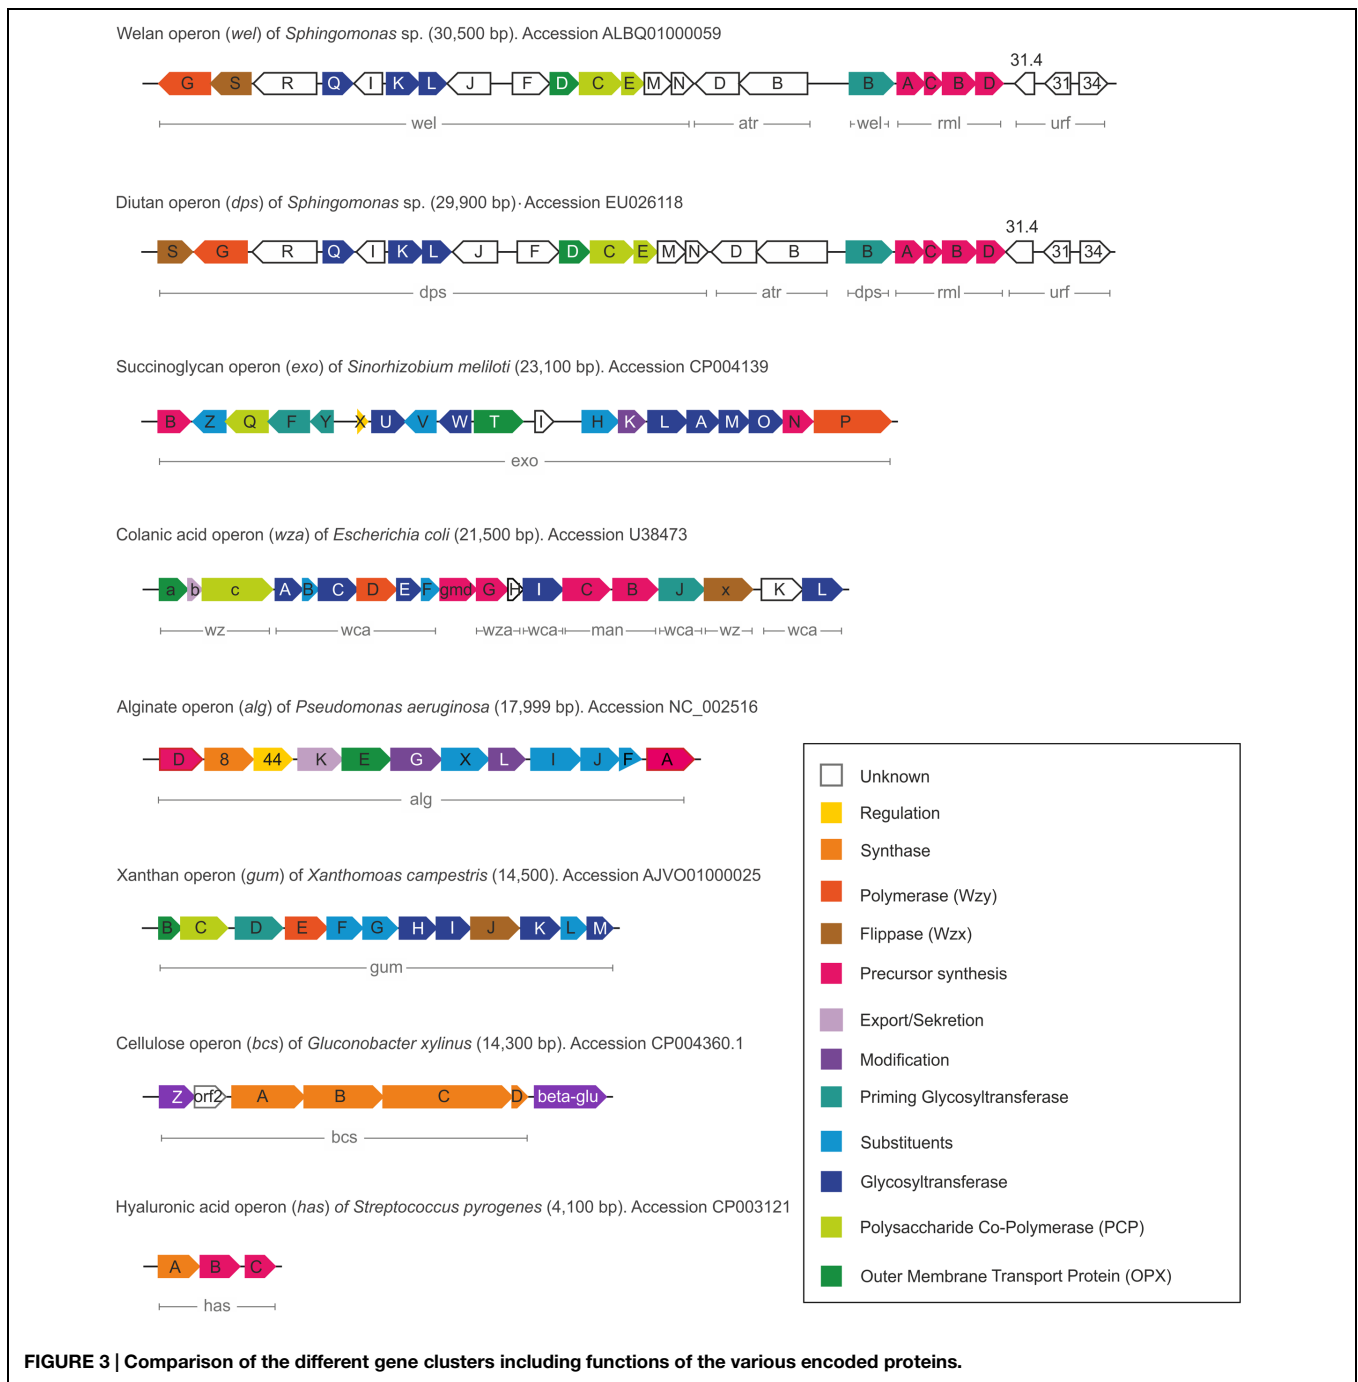 Welan operon (wel) of Sphingomonas sp. (30,500 bp). Accession ALBQ01000059
31.4
G S R Q I K L J F D C E M N D B B A C B D 31 34
wel atr wel rml urf
Diutan operon (dps) of Sphingomonas sp. (29,900 bp)·Accession EU026118
31.4
S G R Q I K L J F D C E M N D B B A C B D 31 34
dps atr dps rml urf
Succinoglycan operon (exo) of Sinorhizobium meliloti (23,100 bp). Accession CP004139
B Z Q F Y X U V W T I H K L A M O N P
exo
Colanic acid operon (wza) of Escherichia coli (21,500 bp). Accession U38473
a b c A B C D E F gmd G H I C B J x K L
wz wca wza wca man wca wz wca
Alginate operon (alg) of Pseudomonas aeruginosa (17,999 bp). Accession NC_002516
D 8 44 K E G X L I J F A
alg
Xanthan operon (gum) of Xanthomoas campestris (14,500). Accession AJVO01000025
B C D E F G H I J K L M
gum
Cellulose operon (bcs) of Gluconobacter xylinus (14,300 bp). Accession CP004360.1
Z orf2 A B C D beta-glu
bcs
Hyaluronic acid operon (has) of Streptococcus pyrogenes (4,100 bp). Accession CP003121
A B C
has
Unknown
Regulation
Synthase
Polymerase (Wzy)
Flippase (Wzx)
Precursor synthesis
Export/Sekretion
Modification
Priming Glycosyltransferase
Substituents
Glycosyltransferase
Polysaccharide Co-Polymerase (PCP)
Outer Membrane Transport Protein (OPX)
FIGURE 3 | Comparison of the different gene clusters including functions of the various encoded proteins.